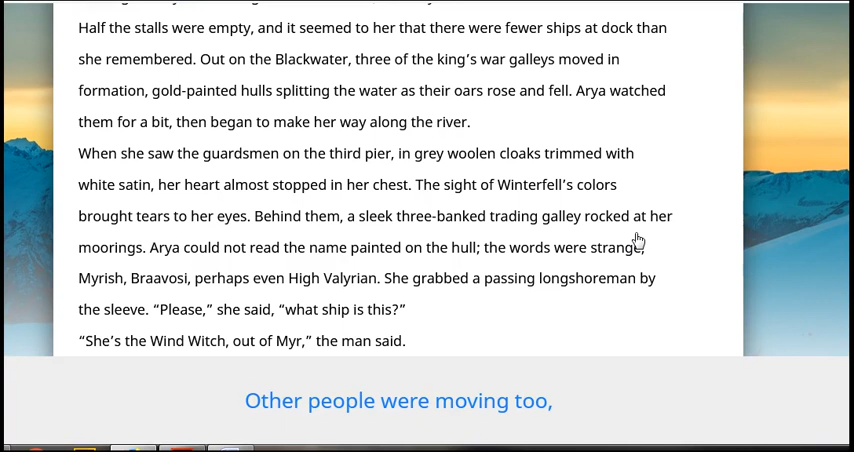 Half the stalls were empty, and it seemed to her that there were fewer ships at dock than
she remembered. Out on the Blackwater, three of the king’s war galleys moved in
formation, gold-painted hulls splitting the water as their oars rose and fell. Arya watched
them for a bit, then began to make her way along the river.
When she saw the guardsmen on the third pier, in grey woolen cloaks trimmed with
white satin, her heart almost stopped in her chest. The sight of Winterfell’s colors
brought tears to her eyes. Behind them, a sleek three-banked trading galley rocked at her
moorings. Arya could not read the name painted on the hull; the words were strange,
Myrish, Braavosi, perhaps even High Valyrian. She grabbed a passing longshoreman by
the sleeve. “Please,” she said, “what ship is this?”
“She’s the Wind Witch, out of Myr,” the man said.
Other people were moving too,